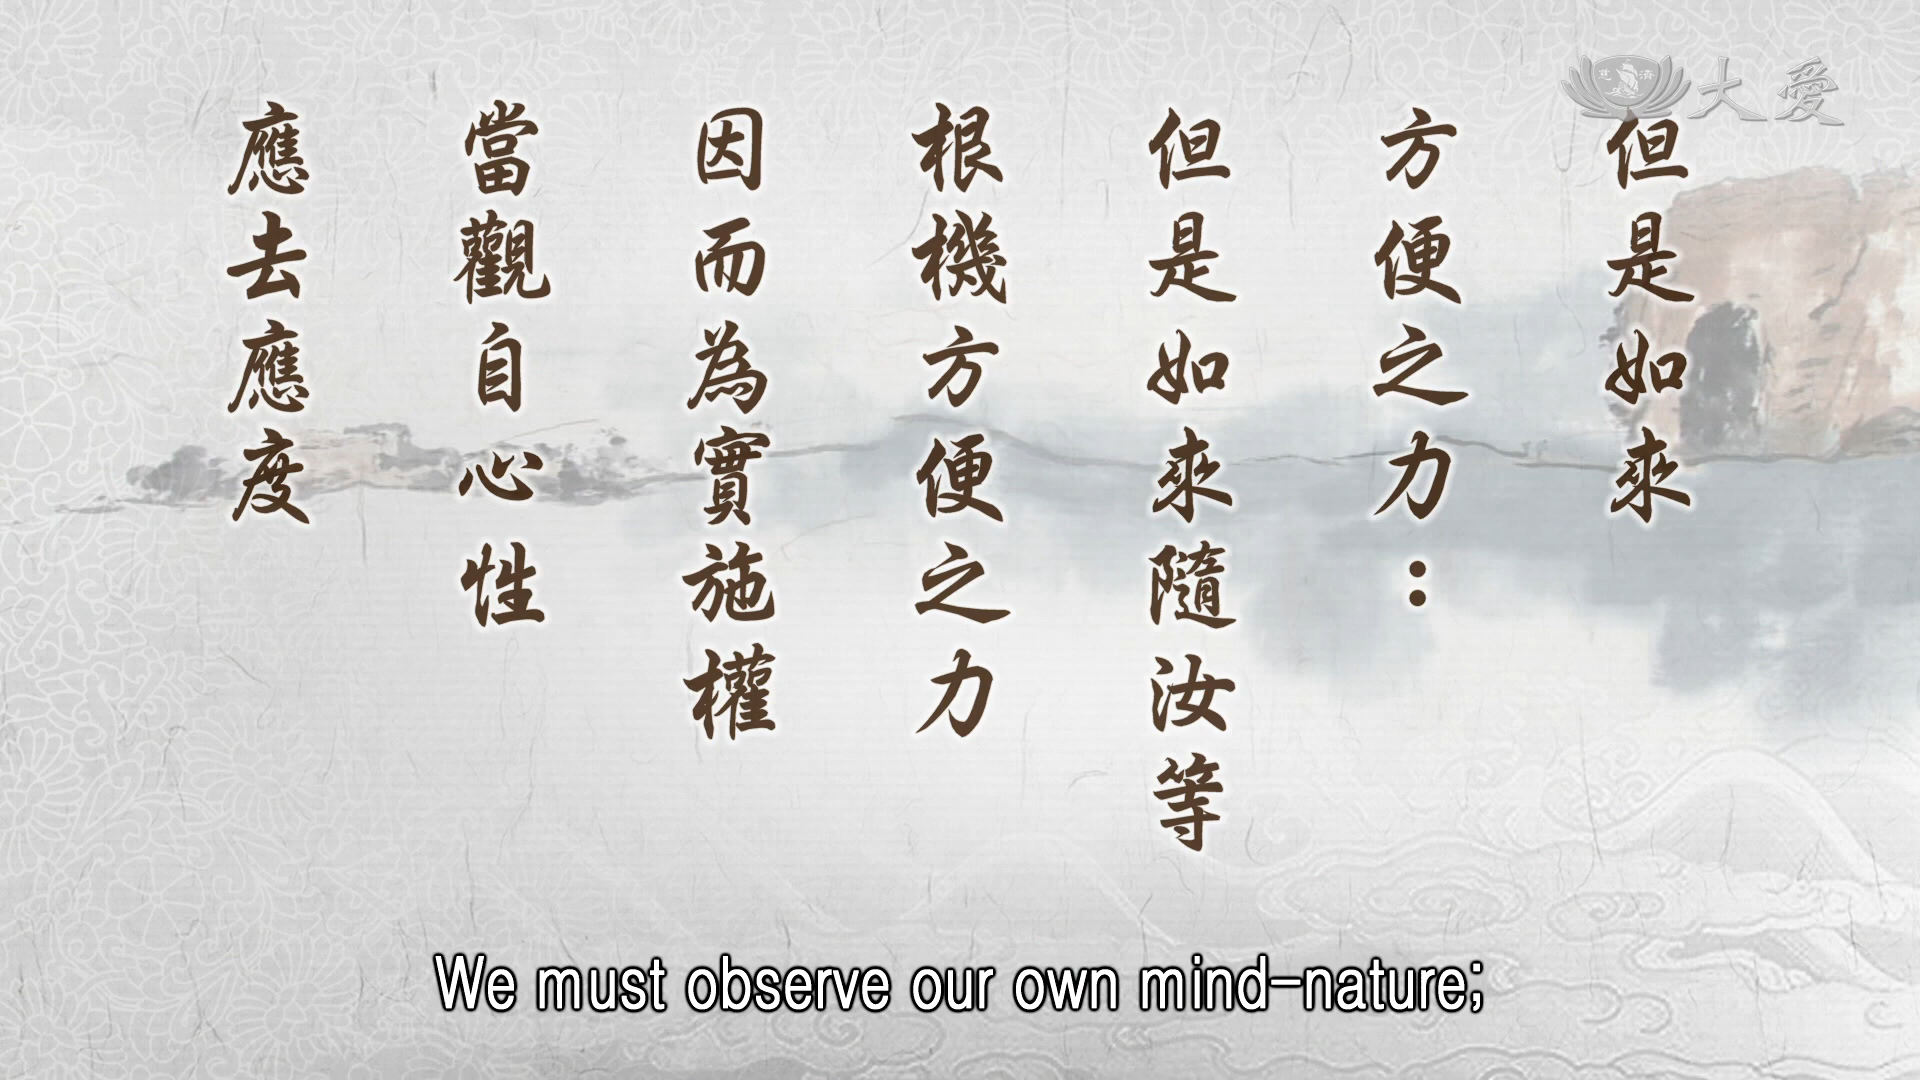 大愛
但是如來
方便之力：
但是如來隨汝等
根機方便之力
因而為實施權
當觀自心性
應去應度
We must observe our own mind-nature;